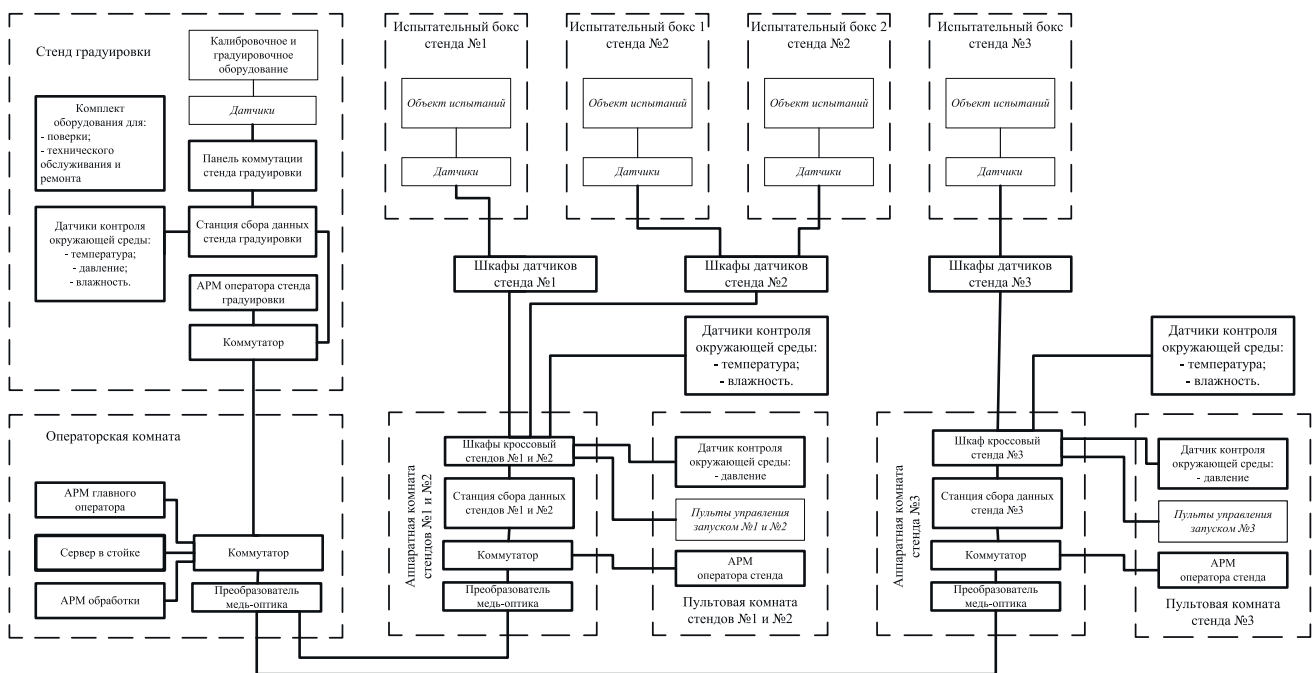 Стенд градуировки
Калибровочное и
градуировочное
оборудование
Датчики
Комплект
оборудования для:
- поверки;
- технического
обслуживания и
ремонта
Панель коммутации
стенда градуировки
Датчики контроля
окружающей среды:
- температура;
- давление;
- влажность.
Станция сбора данных
стенда градуировки
АРМ оператора стенда
градуировки
Коммутатор
Операторская комната
АРМ главного
оператора
Сервер в стойке
АРМ обработки
Коммутатор
Преобразователь
медь-оптика
Испытательный бокс
стенда №1
Объект испытаний
Датчики
Испытательный бокс 1
стенда №2
Объект испытаний
Датчики
Испытательный бокс 2
стенда №2
Объект испытаний
Датчики
Испытательный бокс
стенда №3
Объект испытаний
Датчики
Шкафы датчиков
стенда №1
Шкафы датчиков
стенда №2
Шкафы датчиков
стенда №3
Датчики контроля
окружающей среды:
- температура;
- влажность.
Датчики контроля
окружающей среды:
- температура;
- влажность.
Аппаратная комната
стендов №1 и №2
Шкафы кроссовый
стендов №1 и №2
Станция сбора данных
стендов №1 и №2
Коммутатор
Преобразователь
медь-оптика
Датчик контроля
окружающей среды:
- давление
Пульты управления
запуском №1 и №2
АРМ
оператора стенда
Пультовая комната
стендов №1 и №2
Аппаратная комната
стенда №3
Шкаф кроссовый
стенда №3
Станция сбора данных
стенда №3
Коммутатор
Преобразователь
медь-оптика
Датчик контроля
окружающей среды:
- давление
Пульты управления
запуском №3
АРМ
оператора стенда
Пультовая комната
стенда №3